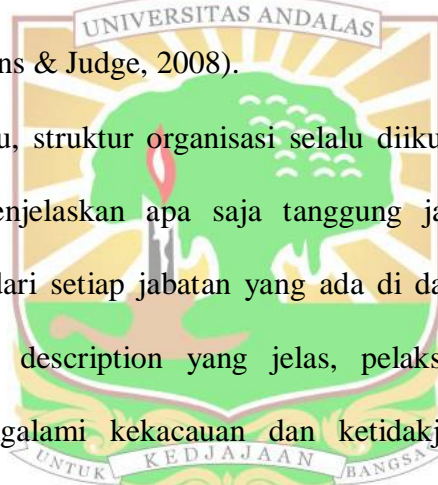 UNIVERSITAS ANDALAS
ns & Judge, 2008).
u, struktur organisasi selalu diiku
enjelaskan apa saja tanggung ja
dari setiap jabatan yang ada di da
description yang jelas, pelaks
galami kekacauan dan ketidakj
UNTUK KEDJAJAAN BANGSA